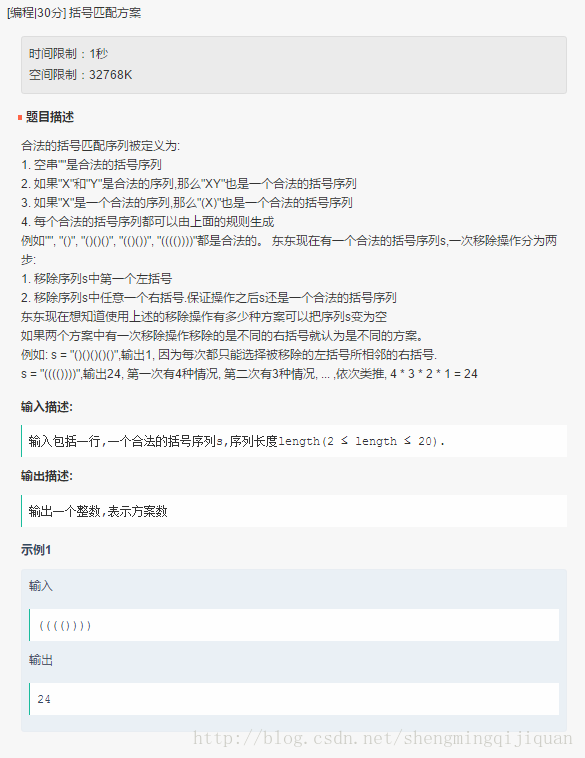 [编程|30分] 括号匹配方案
时间限制：1秒
空间限制：32768K
题目描述
合法的括号匹配序列被定义为:
1. 空串""是合法的括号序列
2. 如果"X"和"Y"是合法的序列,那么"XY"也是一个合法的括号序列
3. 如果"X"是一个合法的序列,那么"(X)"也是一个合法的括号序列
4. 每个合法的括号序列都可以由上面的规则生成
例如"", "()", "()()()", "(()())", "(((())))"都是合法的。 东东现在有一个合法的括号序列s,一次移除操作分为两
步:
1. 移除序列s中第一个左括号
2. 移除序列s中任意一个右括号.保证操作之后s还是一个合法的括号序列
东东现在想知道使用上述的移除操作有多少种方案可以把序列s变为空
如果两个方案中有一次移除操作移除的是不同的右括号就认为是不同的方案。
例如: s = "()()()()()",输出1, 因为每次都只能选择被移除的左括号所相邻的右括号.
s = "(((())))",输出24, 第一次有4种情况, 第二次有3种情况, ... ,依次类推, 4 * 3 * 2 * 1 = 24
输入描述:
输入包括一行,一个合法的括号序列s,序列长度length(2 ≤ length ≤ 20).
输出描述:
输出一个整数,表示方案数
示例1
输入
(((())))
输出
24
http://blog.csdn.net/shengmingqijiquan